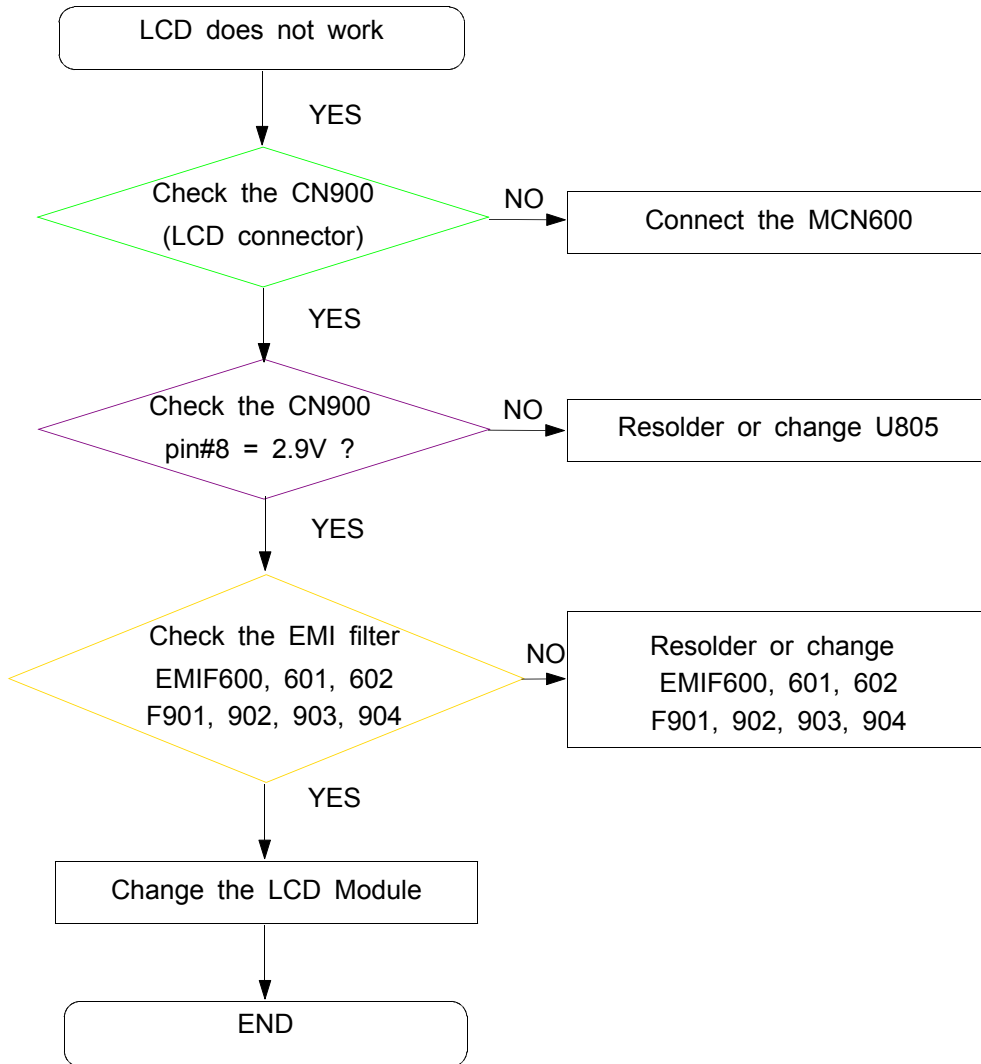 LCD does not work
YES
Check the CN900
(LCD connector)
NO
Connect the MCN600
YES
Check the CN900
pin#8 = 2.9V ?
NO
Resolder or change U805
YES
Check the EMI filter
EMIF600, 601, 602
F901, 902, 903, 904
NO
Resolder or change
EMIF600, 601, 602
F901, 902, 903, 904
YES
Change the LCD Module
END